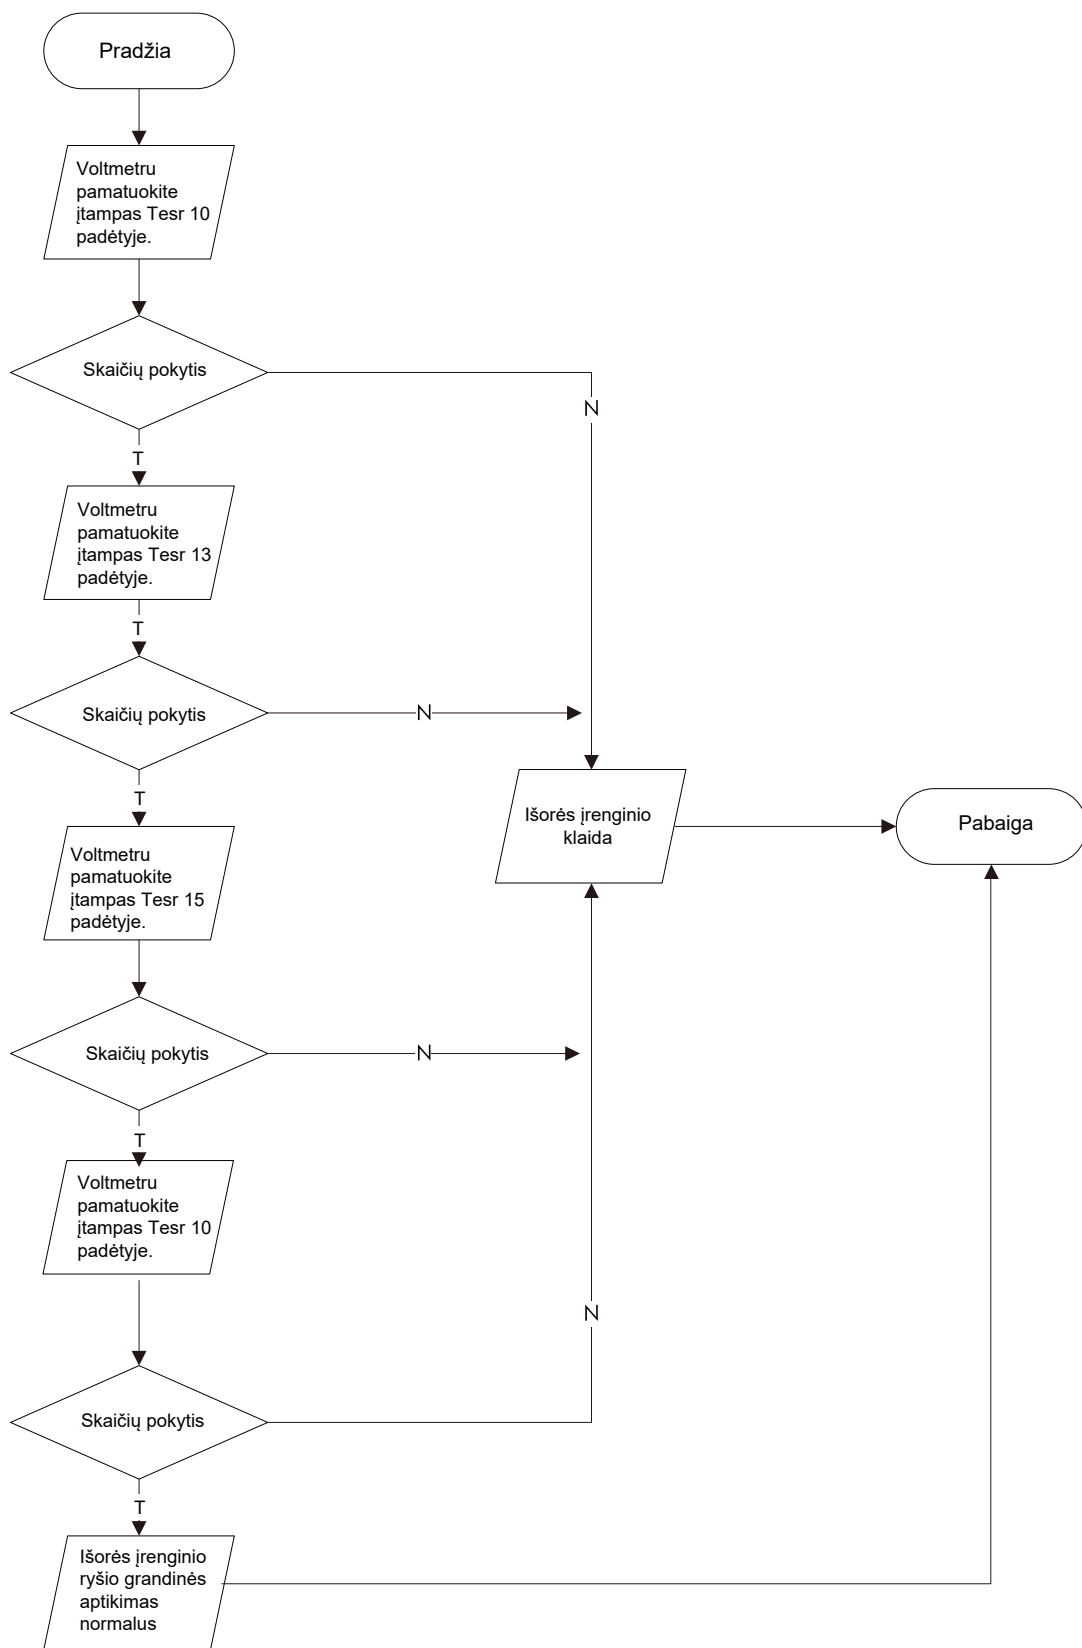 Pradžia
Voltmetru
pamatuokite
įtampas Tesr 10
padėtyje.
Skaičių pokytis
N
T
Voltmetru
pamatuokite
įtampas Tesr 13
padėtyje.
T
Skaičių pokytis
N
T
Išorės įrenginio
klaida
Pabaiga
Voltmetru
pamatuokite
įtampas Tesr 15
padėtyje.
Skaičių pokytis
N
T
Voltmetru
pamatuokite
įtampas Tesr 10
padėtyje.
N
Skaičių pokytis
T
Išorės įrenginio
ryšio grandinės
aptikimas
normalus